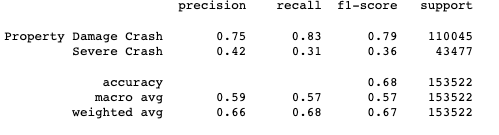 precision recall f1-score support
Property Damage Crash 0.75 0.83 0.79 110045
Severe Crash 0.42 0.31 0.36 43477
accuracy 0.68 153522
macro avg 0.59 0.57 0.57 153522
weighted avg 0.66 0.68 0.67 153522